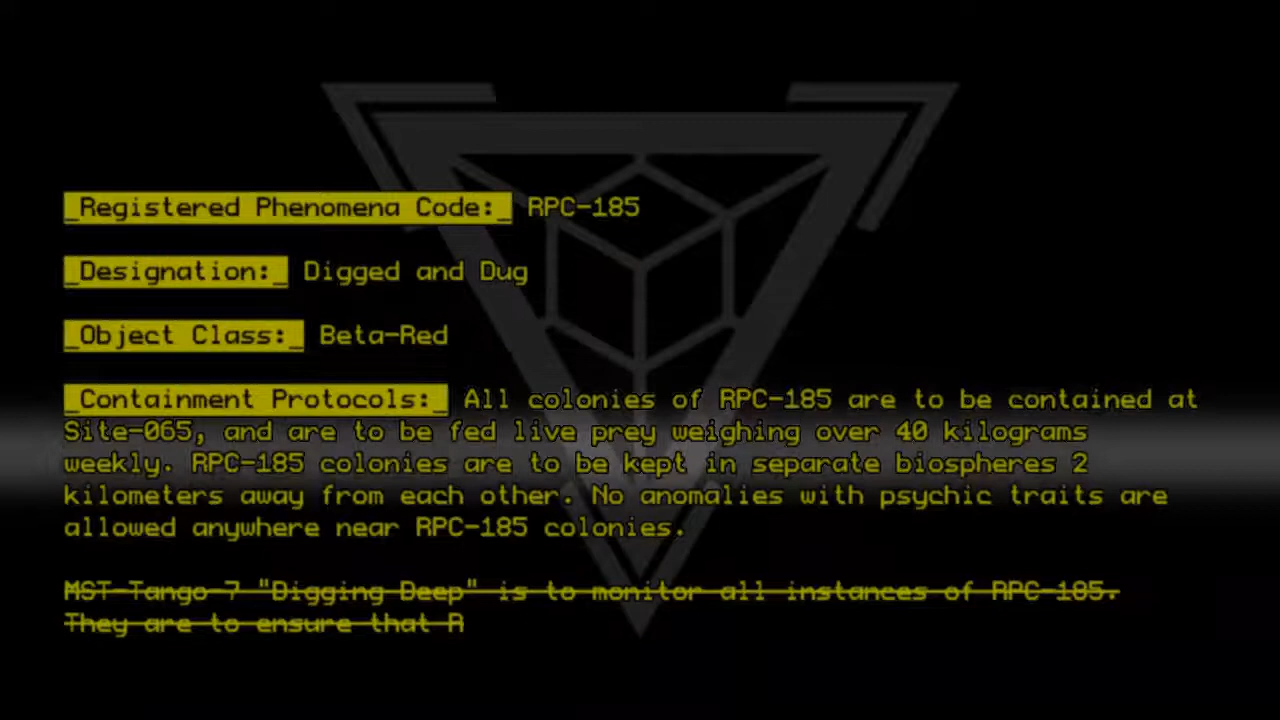 _Registered Phenomena Code:_ RPC-185
_Designation:_ Digged and Dug
_Object Class:_ Beta-Red
_Containment Protocols:_ All colonies of RPC-185 are to be contained at
Site-065, and are to be fed live prey weighing over 40 kilograms
weekly. RPC-185 colonies are to be kept in separate biospheres 2
kilometers away from each other. No anomalies with psychic traits are
allowed anywhere near RPC-185 colonies.
MST-Tango-7 "Digging Deep" is to monitor all instances of RPC-185.
They are to ensure that R